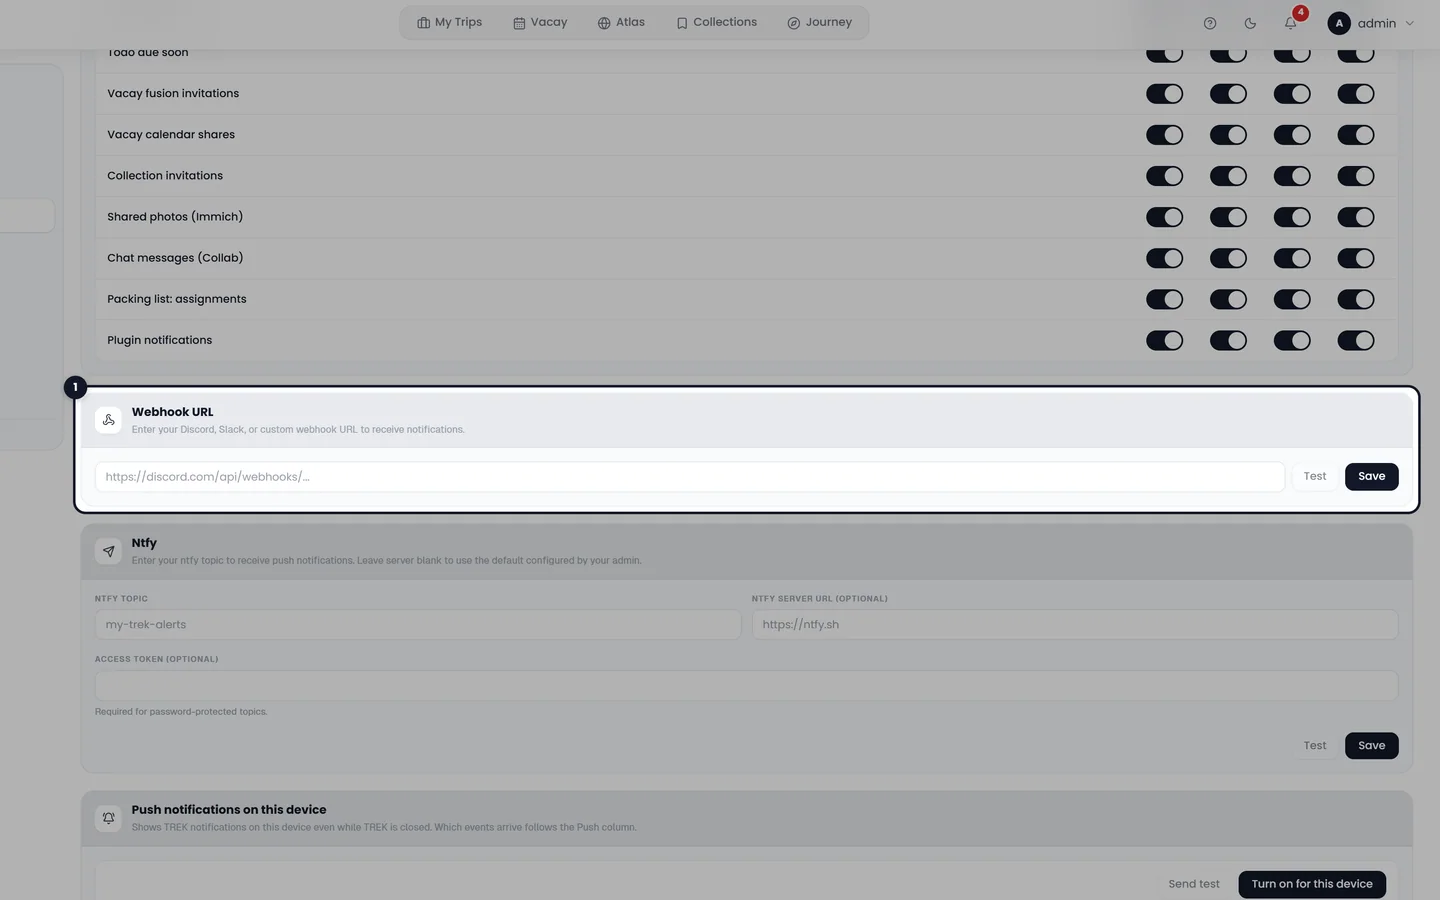 My Trips
Vacay
Atlas
Collections
Journey
4
A
admin
Todo due soon
Vacay fusion invitations
Vacay calendar shares
Collection invitations
Shared photos (Immich)
Chat messages (Collab)
Packing list: assignments
Plugin notifications
1
Webhook URL
Enter your Discord, Slack, or custom webhook URL to receive notifications.
https://discord.com/api/webhooks/...
Test
Save
Ntfy
Enter your ntfy topic to receive push notifications. Leave server blank to use the default configured by your admin.
NTFY TOPIC
NTFY SERVER URL (OPTIONAL)
my-trek-alerts
https://ntfy.sh
ACCESS TOKEN (OPTIONAL)
Required for password-protected topics.
Test
Save
Push notifications on this device
Shows TREK notifications on this device even while TREK is closed. Which events arrive follows the Push column.
Send test
Turn on for this device